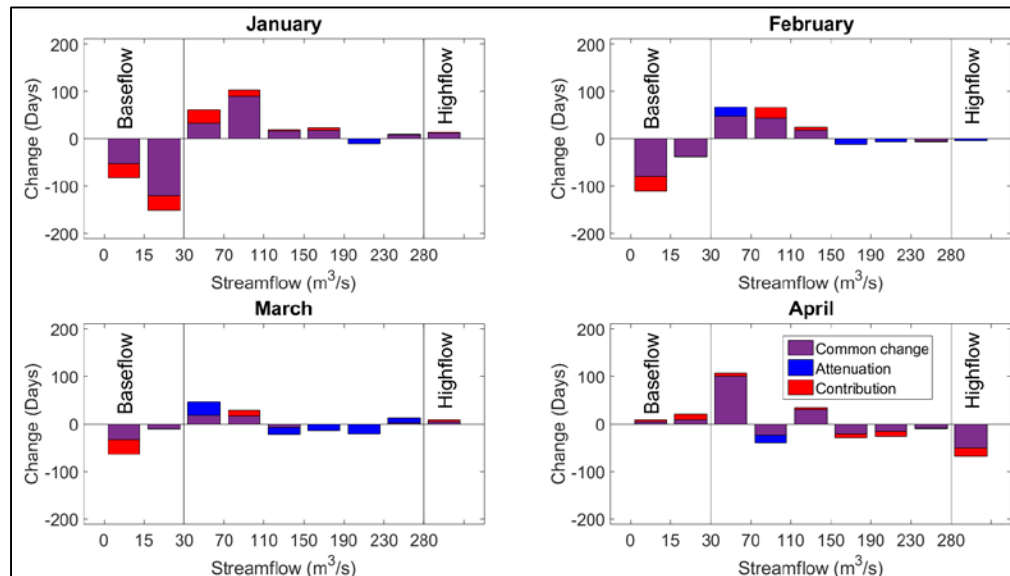 January
200
100
0
-100
-200
Change (Days)
Baseflow
Highflow
0 15 30 70 110 150 190 230 280
Streamflow (m³/s)
February
200
100
0
-100
-200
Change (Days)
Baseflow
Highflow
0 15 30 70 110 150 190 230 280
Streamflow (m³/s)
March
200
100
0
-100
-200
Change (Days)
Baseflow
Highflow
0 15 30 70 110 150 190 230 280
Streamflow (m³/s)
April
200
100
0
-100
-200
Change (Days)
Baseflow
Highflow
Common change
Attenuation
Contribution
0 15 30 70 110 150 190 230 280
Streamflow (m³/s)